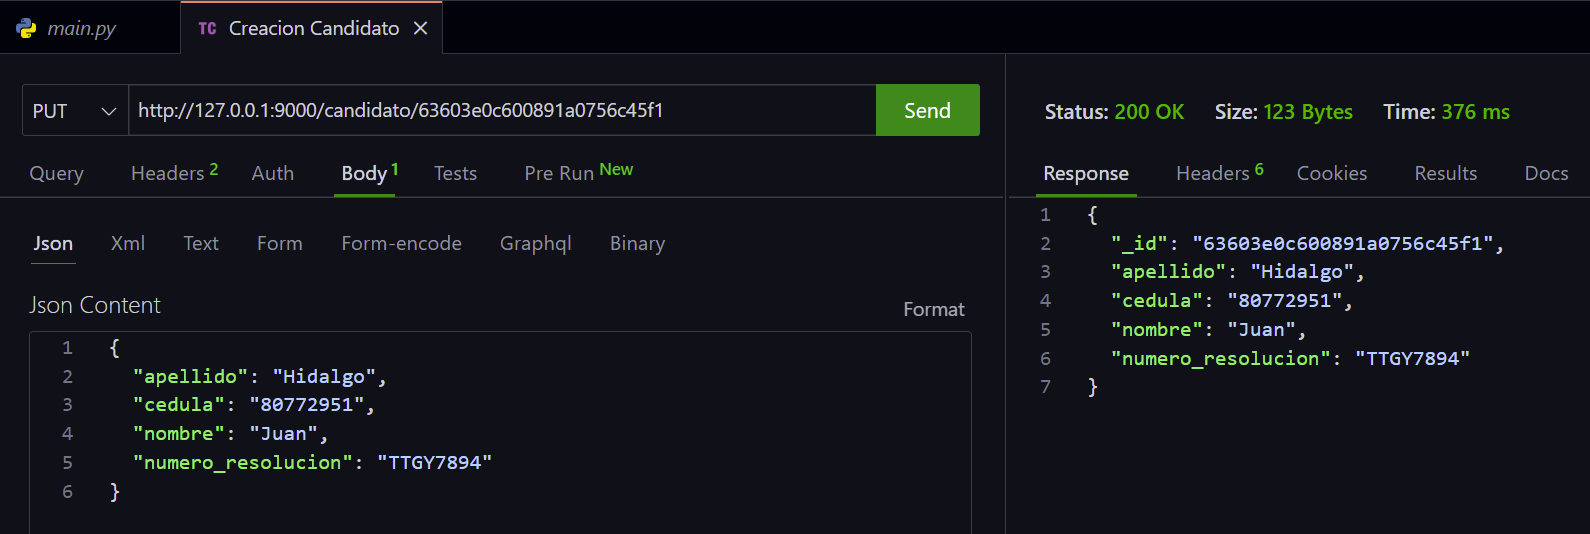 main.py
TC Creacion Candidato
PUT http://127.0.0.1:9000/candidato/63603e0c600891a0756c45f1 Send
Query Headers 2 Auth Body 1 Tests Pre Run New
Json Xml Text Form Form-encode Graphql Binary
Json Content Format
1 {
2 "apellido": "Hidalgo",
3 "cedula": "80772951",
4 "nombre": "Juan",
5 "numero_resolucion": "TTGY7894"
6 }
Status: 200 OK Size: 123 Bytes Time: 376 ms
Response Headers 6 Cookies Results Docs
1 {
2 "_id": "63603e0c600891a0756c45f1",
3 "apellido": "Hidalgo",
4 "cedula": "80772951",
5 "nombre": "Juan",
6 "numero_resolucion": "TTGY7894"
7 }